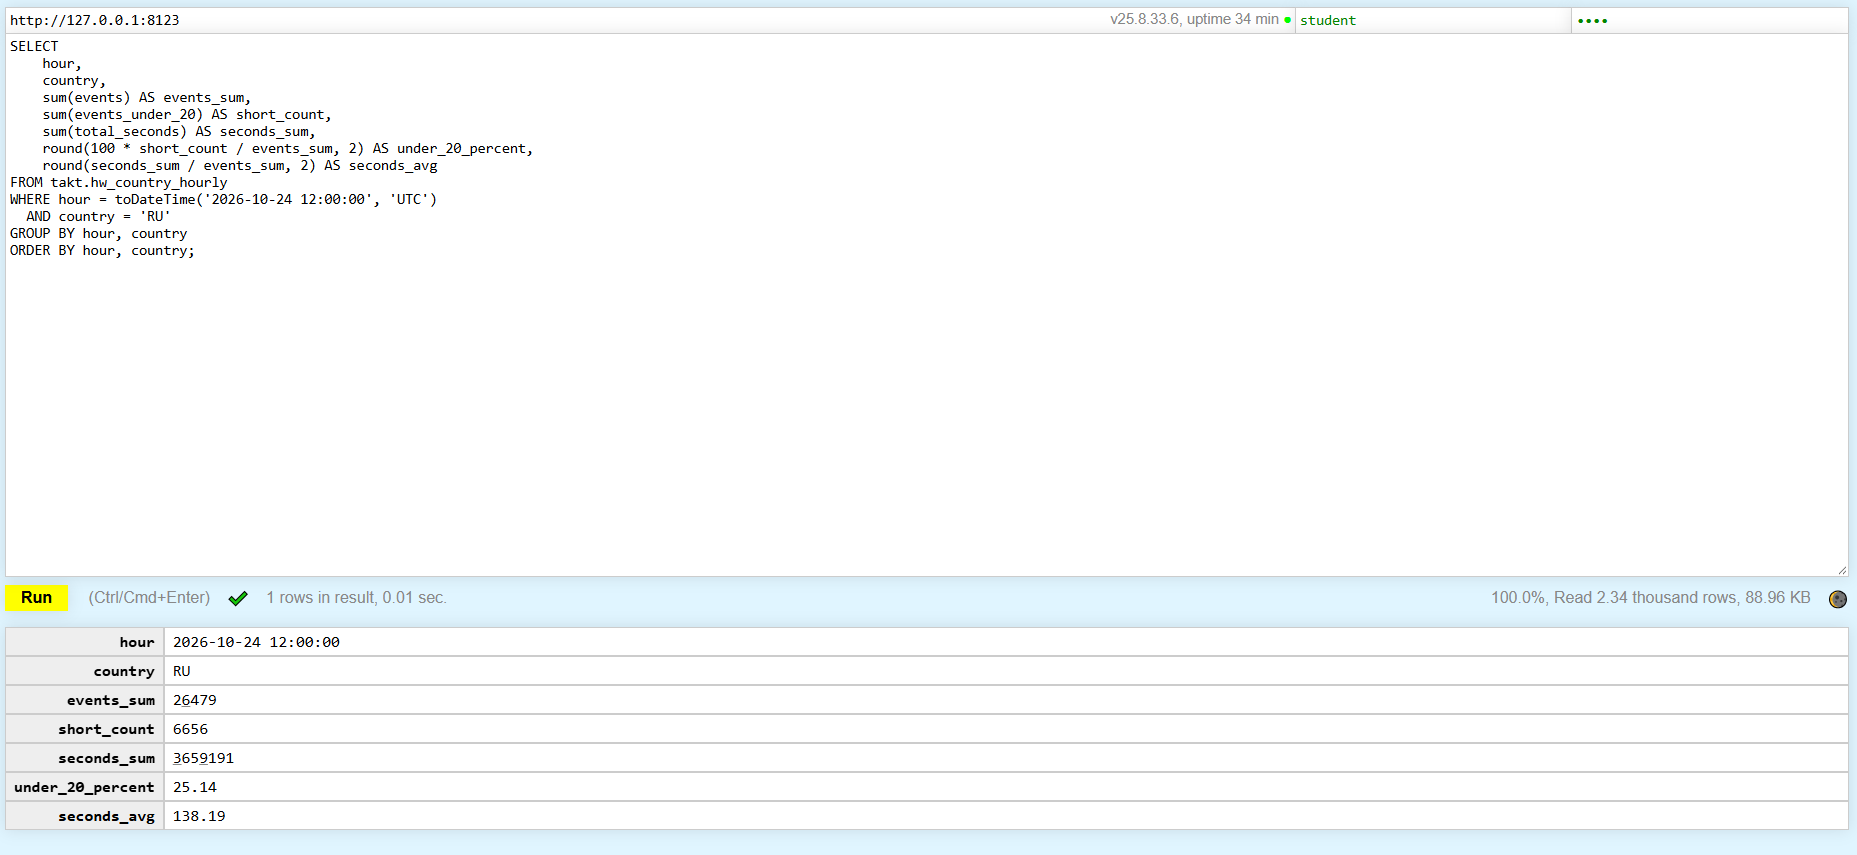 http://127.0.0.1:8123
v25.8.33.6, uptime 34 min
student
••••
SELECT
    hour,
    country,
    sum(events) AS events_sum,
    sum(events_under_20) AS short_count,
    sum(total_seconds) AS seconds_sum,
    round(100 * short_count / events_sum, 2) AS under_20_percent,
    round(seconds_sum / events_sum, 2) AS seconds_avg
FROM takt.hw_country_hourly
WHERE hour = toDateTime('2026-10-24 12:00:00', 'UTC')
  AND country = 'RU'
GROUP BY hour, country
ORDER BY hour, country;
Run (Ctrl/Cmd+Enter) ✔ 1 rows in result, 0.01 sec. 100.0%, Read 2.34 thousand rows, 88.96 KB
hour 2026-10-24 12:00:00
country RU
events_sum 26479
short_count 6656
seconds_sum 3659191
under_20_percent 25.14
seconds_avg 138.19